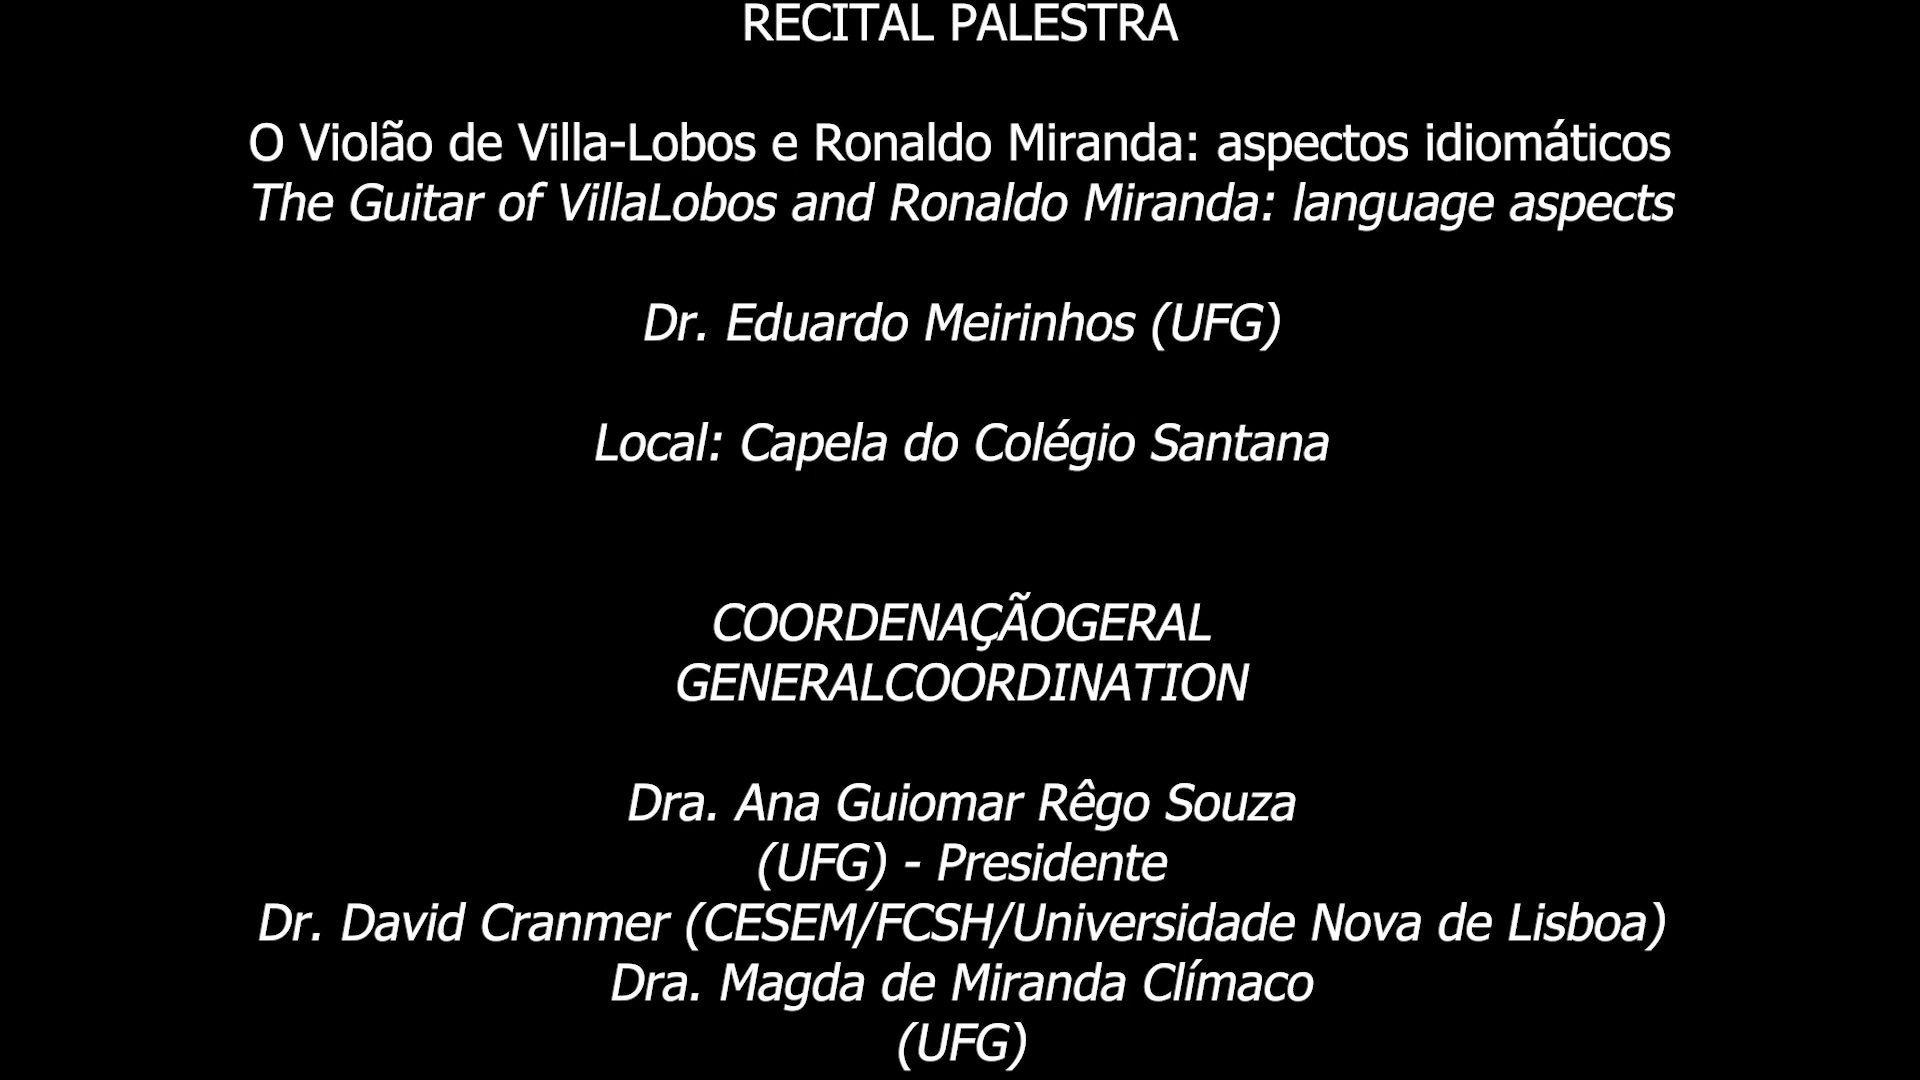 RECITAL PALESTRA
O Violão de Villa-Lobos e Ronaldo Miranda: aspectos idiomáticos
The Guitar of VillaLobos and Ronaldo Miranda: language aspects
Dr. Eduardo Meirinhos (UFG)
Local: Capela do Colégio Santana
COORDENAÇÃOGERAL
GENERALCOORDINATION
Dra. Ana Guiomar Rêgo Souza
(UFG) - Presidente
Dr. David Cranmer (CESEM/FCSH/Universidade Nova de Lisboa)
Dra. Magda de Miranda Clímaco
(UFG)